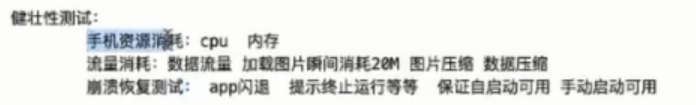 健壮性测试：
手机资源消耗：cpu 内存
流量消耗：数据流量 加载图片瞬间消耗20M 图片压缩 数据压缩
崩溃恢复测试： app闪退 提示终止运行等等 保证自启动可用 手动启动可用